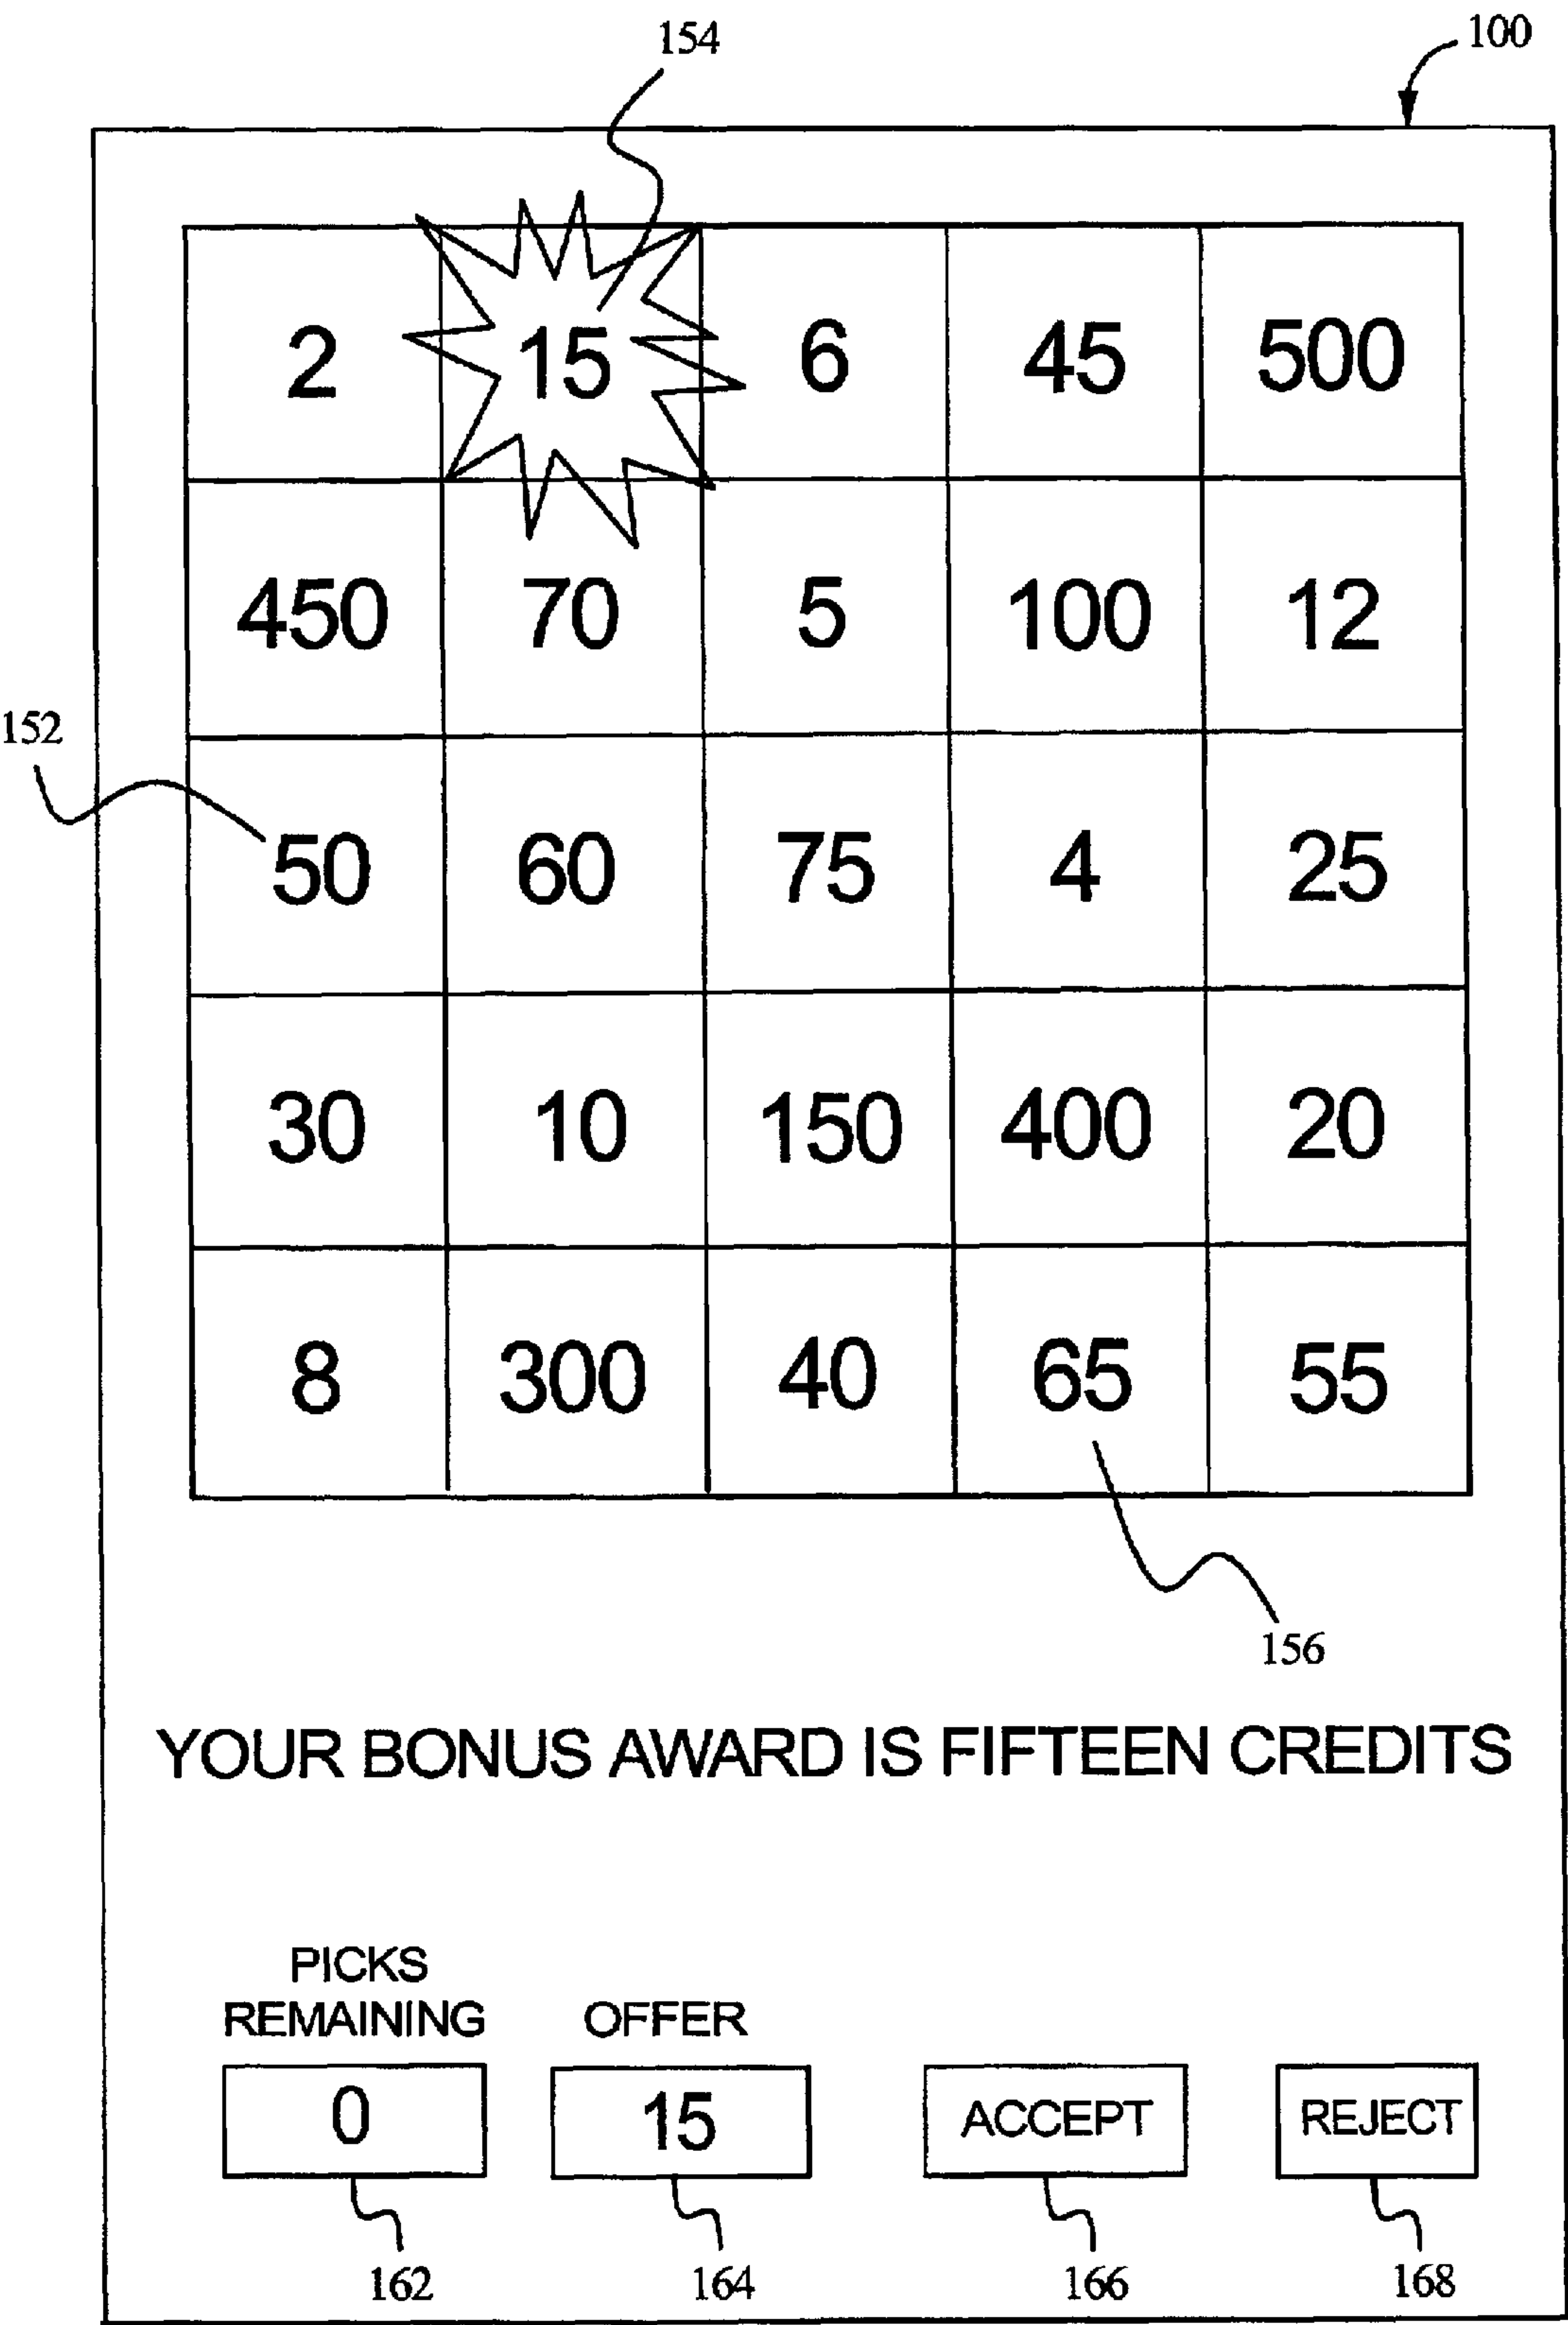 154
100
2 15 6 45 500
450 70 5 100 12
152
50 60 75 4 25
30 10 150 400 20
8 300 40 65 55
156
YOUR BONUS AWARD IS FIFTEEN CREDITS
PICKS
REMAINING OFFER
0 15 ACCEPT REJECT
162 164 166 168